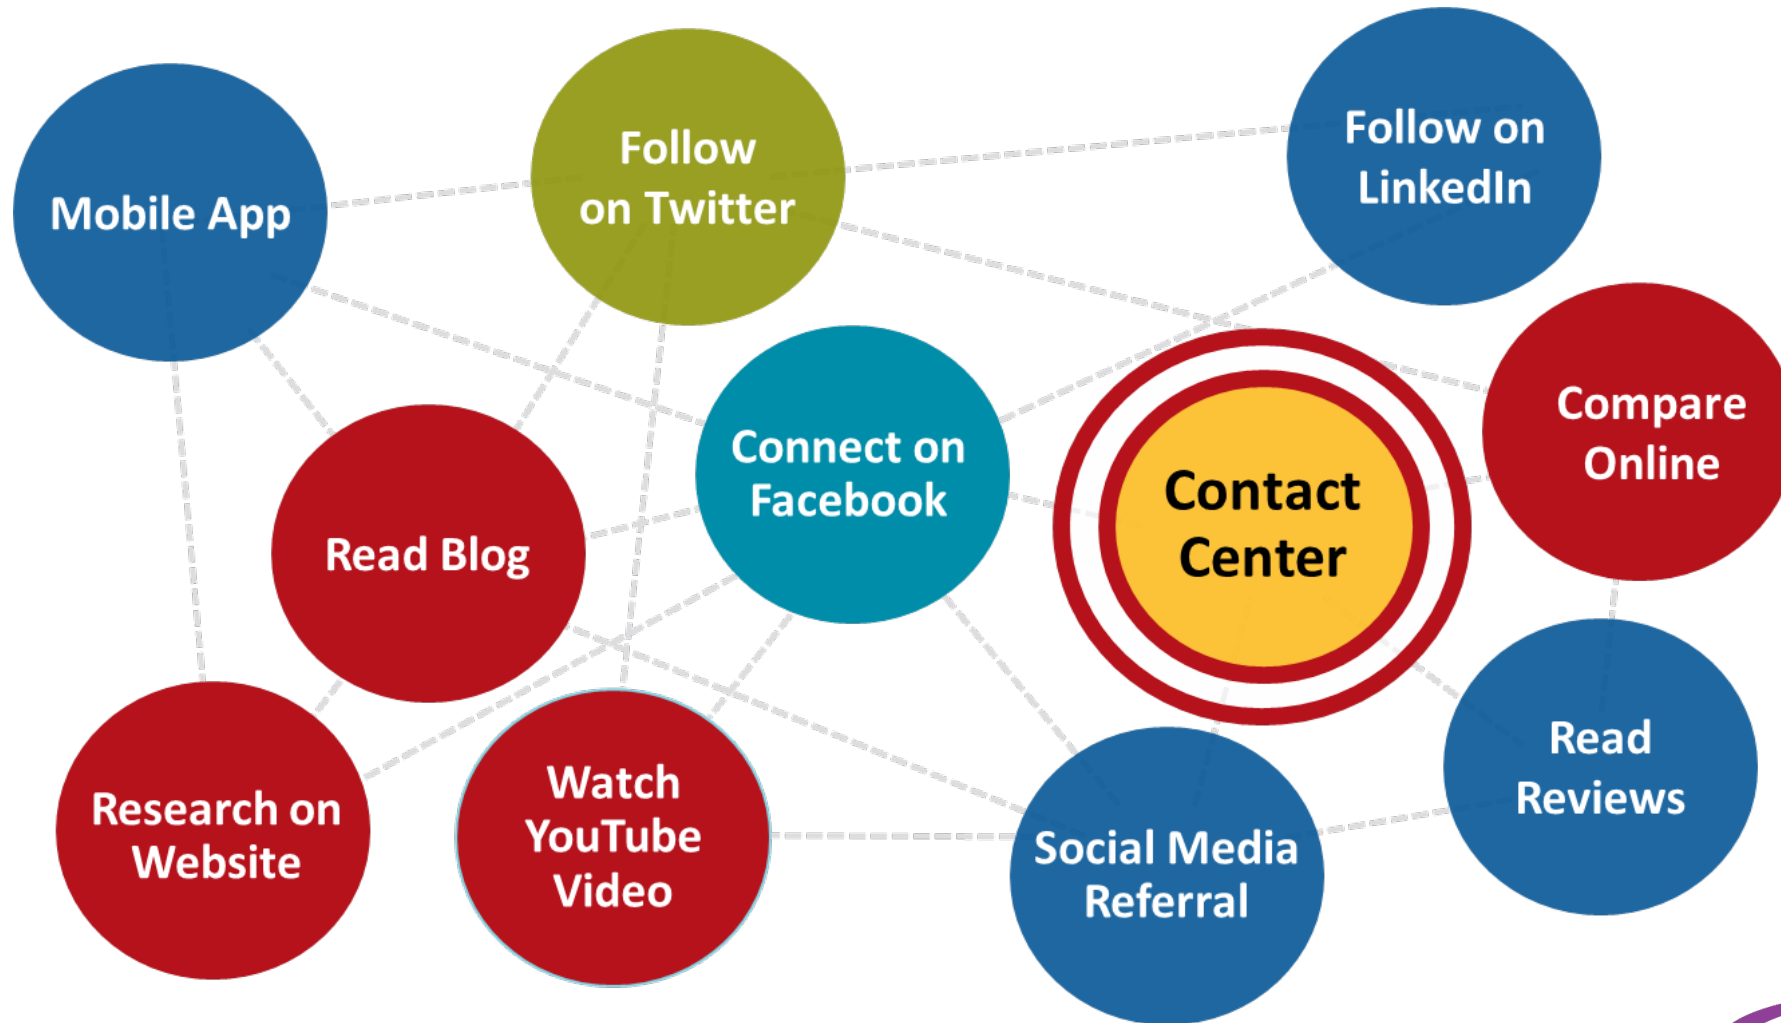 Mobile App
Follow
on Twitter
Follow on
LinkedIn
Connect on
Facebook
Contact
Center
Compare
Online
Read Blog
Research on
Website
Watch
YouTube
Video
Social Media
Referral
Read
Reviews